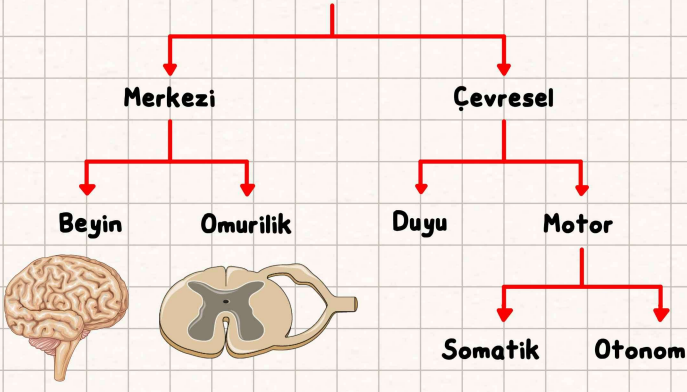 Merkezi
Çevresel
Beyin
Omurilik
Duyu
Motor
Somatik
Otonom